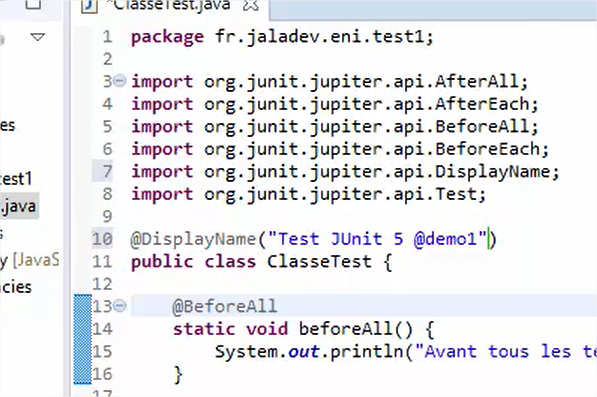 *ClasseTest.java
1 package fr.jaladev.eni.test1;
2
3 import org.junit.jupiter.api.AfterAll;
4 import org.junit.jupiter.api.AfterEach;
5 import org.junit.jupiter.api.BeforeAll;
6 import org.junit.jupiter.api.BeforeEach;
7 import org.junit.jupiter.api.DisplayName;
8 import org.junit.jupiter.api.Test;
9
10 @DisplayName("Test JUnit 5 @demo1")
11 public class ClasseTest {
12
13 @BeforeAll
14 static void beforeAll() {
15 System.out.println("Avant tous les te
16 }
17
es
est1
.java
s
y [JavaS
cies